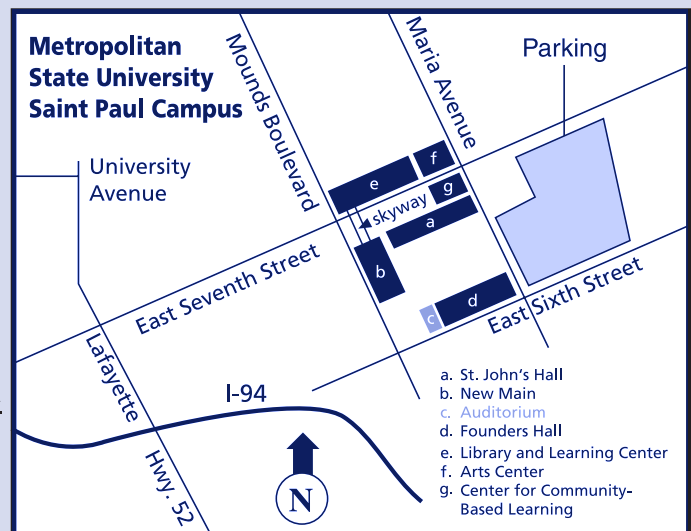 Metropolitan
State University
Saint Paul Campus
Mounds Boulevard
Maria Avenue
Parking
University
Avenue
e
f
g
skyway
a
b
East Seventh Street
c
d
East Sixth Street
Lafayette
Hwy. 52
I-94
N
a. St. John's Hall
b. New Main
c. Auditorium
d. Founders Hall
e. Library and Learning Center
f. Arts Center
g. Center for Community-
Based Learning